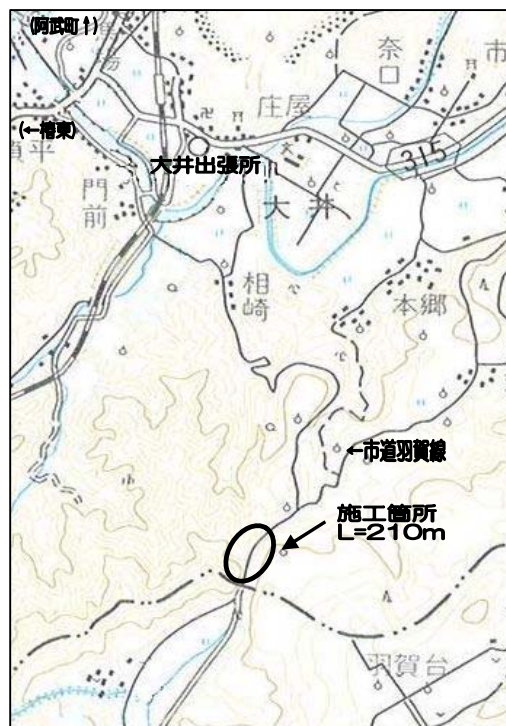 (阿武町↑)
奈口
市
(←椿東)
庄屋
大井出張所
315
門前
大井
相崎
本郷
←市道羽賀線
施工箇所
L=210m
羽賀台